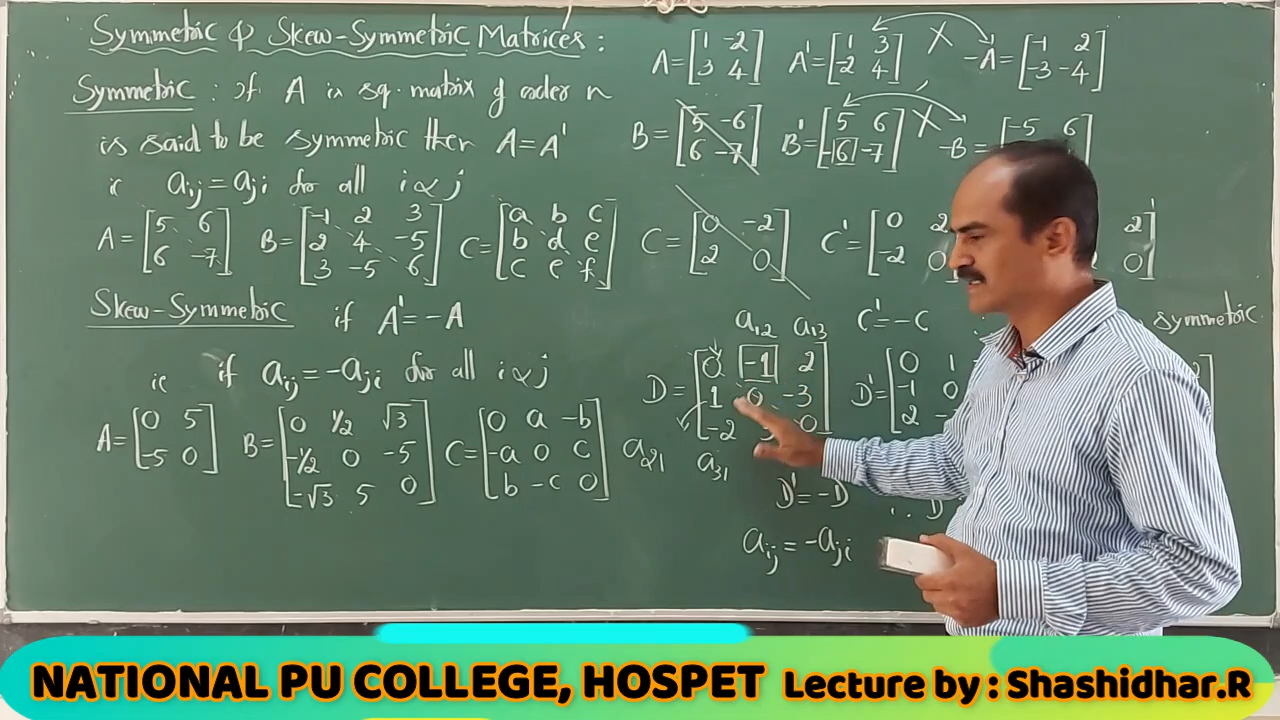 Symmetric & Skew-Symmetric Matrices :
Symmetric : If A is sq. matrix of order n
is said to be symmetric then A = A'
ie aij = aji for all i & j
A = [5 6
6 -7] B = [-1 2 3
2 4 -5
3 -5 6] C = [a b c
b d e
c e f]
Skew-Symmetric if A' = -A
ie if aij = -aji for all i & j
A = [0 5
-5 0] B = [0 1/2 √3
-1/2 0 -5
-√3 5 0] C = [0 a -b
-a 0 c
b -c 0]
A = [1 -2
3 4] A' = [1 3
-2 4] X -A = [-1 2
-3 -4]
B = [5 -6
6 -7] B' = [5 6
-6 -7] X -B = [-5 6
C = [0 -2
2 0] C' = [0 2
-2 0
2
0]'
C' = -C
symmetric
a12 a13
D = [0 -1 2
1 0 -3
-2 0] D' = [0 1
-1 0
2
a21 a31
D' = -D ∴ D
aij = -aji
NATIONAL PU COLLEGE, HOSPET Lecture by : Shashidhar.R